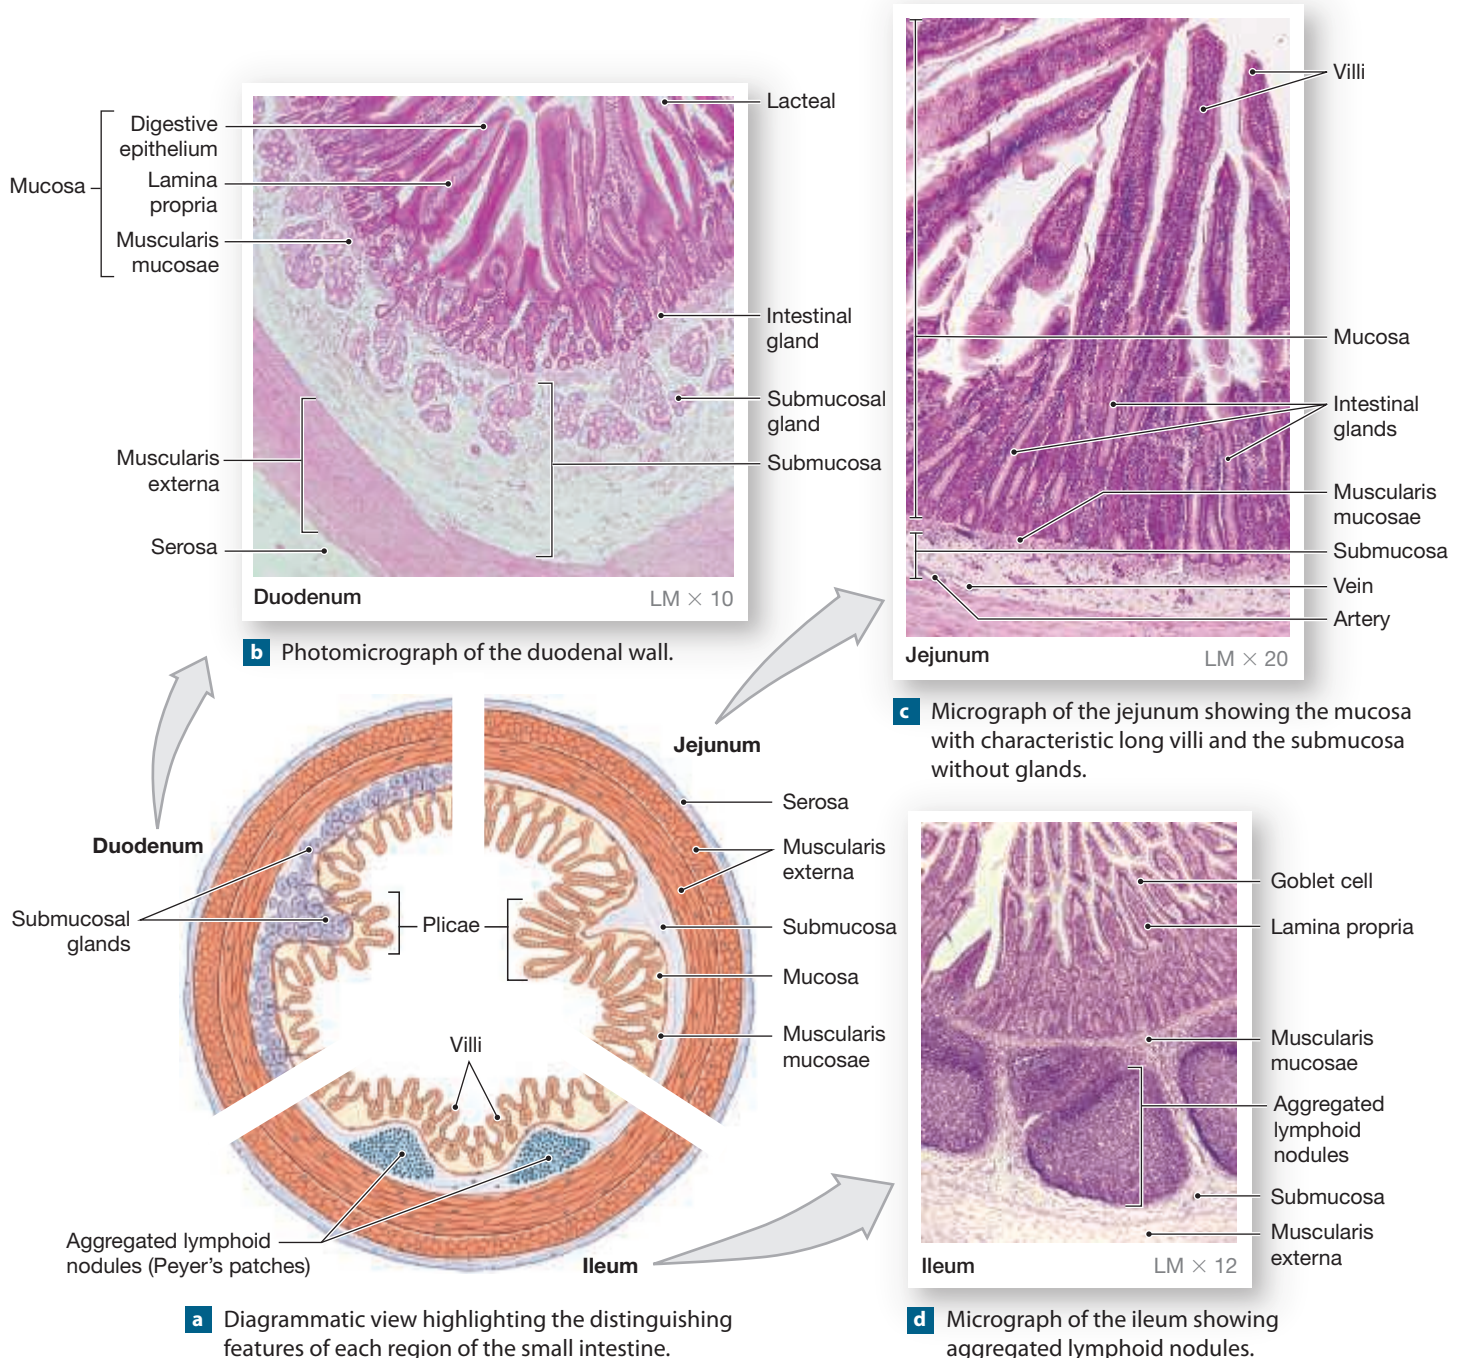 Lacteal
Digestive
epithelium
Mucosa
Lamina
propria
Muscularis
mucosae
Intestinal
gland
Submucosal
gland
Muscularis
externa
Submucosa
Serosa
Duodenum
LM × 10
b Photomicrograph of the duodenal wall.
Villi
Mucosa
Intestinal
glands
Muscularis
mucosae
Submucosa
Vein
Artery
Jejunum
LM × 20
c Micrograph of the jejunum showing the mucosa
with characteristic long villi and the submucosa
without glands.
Jejunum
Duodenum
Serosa
Muscularis
externa
Submucosal
glands
Plicae
Submucosa
Mucosa
Villi
Muscularis
mucosae
Aggregated lymphoid
nodules (Peyer’s patches)
Ileum
a Diagrammatic view highlighting the distinguishing
features of each region of the small intestine.
Goblet cell
Lamina propria
Muscularis
mucosae
Aggregated
lymphoid
nodules
Submucosa
Muscularis
externa
Ileum
LM × 12
d Micrograph of the ileum showing
aggregated lymphoid nodules.